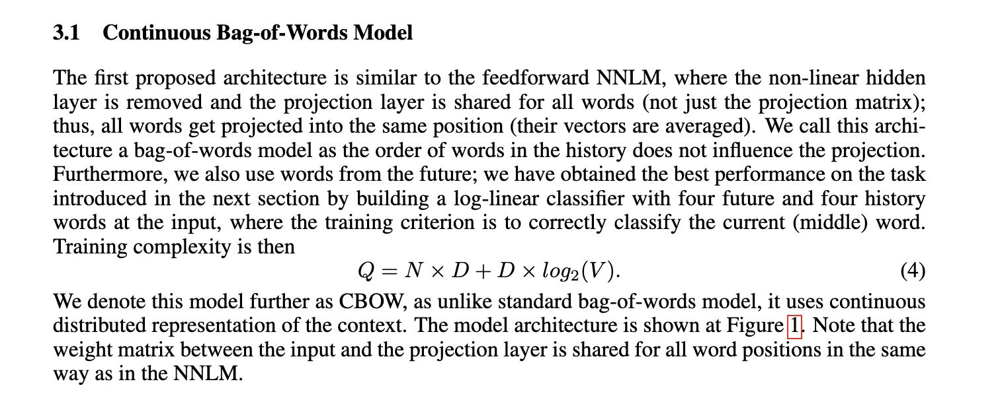 3.1 Continuous Bag-of-Words Model
The first proposed architecture is similar to the feedforward NNLM, where the non-linear hidden
layer is removed and the projection layer is shared for all words (not just the projection matrix);
thus, all words get projected into the same position (their vectors are averaged). We call this archi-
tecture a bag-of-words model as the order of words in the history does not influence the projection.
Furthermore, we also use words from the future; we have obtained the best performance on the task
introduced in the next section by building a log-linear classifier with four future and four history
words at the input, where the training criterion is to correctly classify the current (middle) word.
Training complexity is then
Q = N × D + D × log₂(V). (4)
We denote this model further as CBOW, as unlike standard bag-of-words model, it uses continuous
distributed representation of the context. The model architecture is shown at Figure 1. Note that the
weight matrix between the input and the projection layer is shared for all word positions in the same
way as in the NNLM.